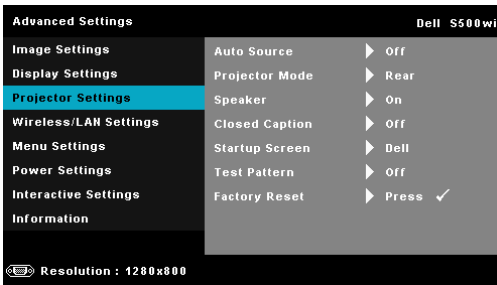 Advanced Settings Dell S500wi
Image Settings
Display Settings
Projector Settings
Wireless/LAN Settings
Menu Settings
Power Settings
Interactive Settings
Information
Auto Source Off
Projector Mode Rear
Speaker On
Closed Caption Off
Startup Screen Dell
Test Pattern Off
Factory Reset Press ✓
Resolution : 1280x800